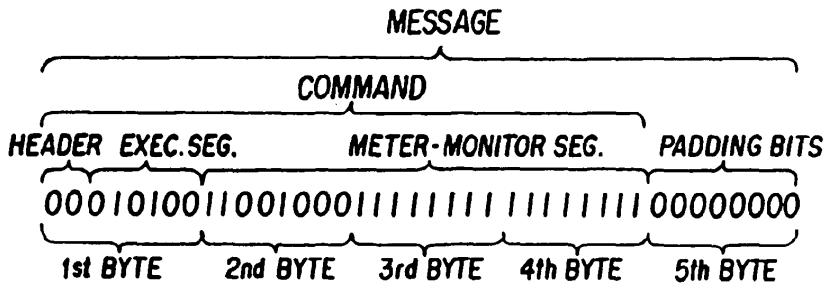 MESSAGE
COMMAND
HEADER EXEC. SEG. METER-MONITOR SEG. PADDING BITS
0001010011001000111111111111111100000000
1st BYTE 2nd BYTE 3rd BYTE 4th BYTE 5th BYTE